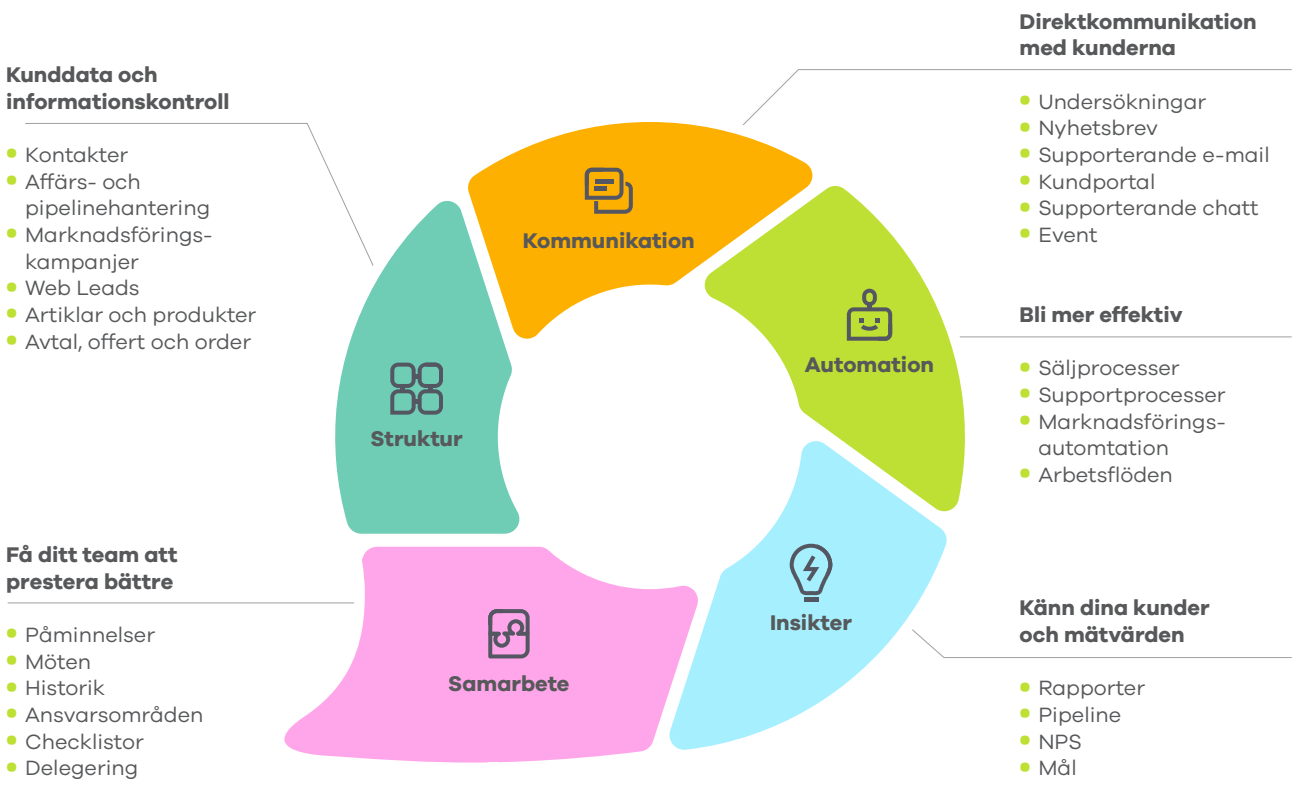 Kunddata och
informationskontroll
Kontakter
Affärs- och
pipelinehantering
Marknadsförings-
kampanjer
Web Leads
Artiklar och produkter
Avtal, offert och order
Direktkommunikation
med kunderna
Undersökningar
Nyhetsbrev
Supporterande e-mail
Kundportal
Supporterande chatt
Event
Kommunikation
Automation
Struktur
Bli mer effektiv
Säljprocesser
Supportprocesser
Marknadsförings-
automtation
Arbetsflöden
Få ditt team att
prestera bättre
Påminnelser
Möten
Historik
Ansvarsområden
Checklistor
Delegering
Samarbete
Insikter
Känn dina kunder
och mätvärden
Rapporter
Pipeline
NPS
Mål